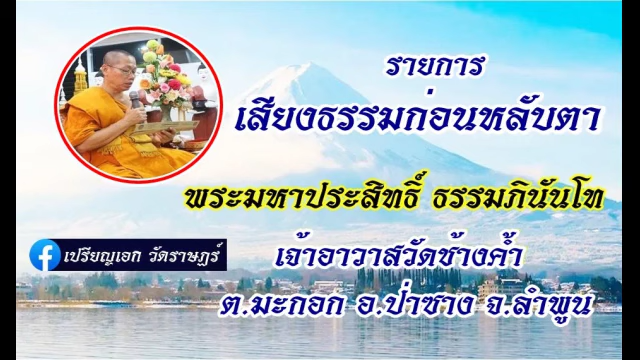 รายการ
เสียงธรรมก่อนหลับตา
พระมหาประสิทธิ์ ธรรมภินันโท
เปรียญเอก วัดราษฎร์
เจ้าอาวาสวัดช้างค้ำ
ต.มะกอก อ.ป่าซาง จ.ลำพูน